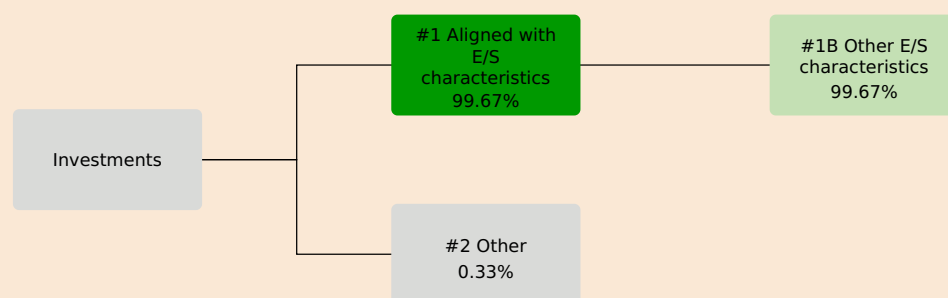 Investments
#1 Aligned with
E/S
characteristics
99.67%
#1B Other E/S
characteristics
99.67%
#2 Other
0.33%